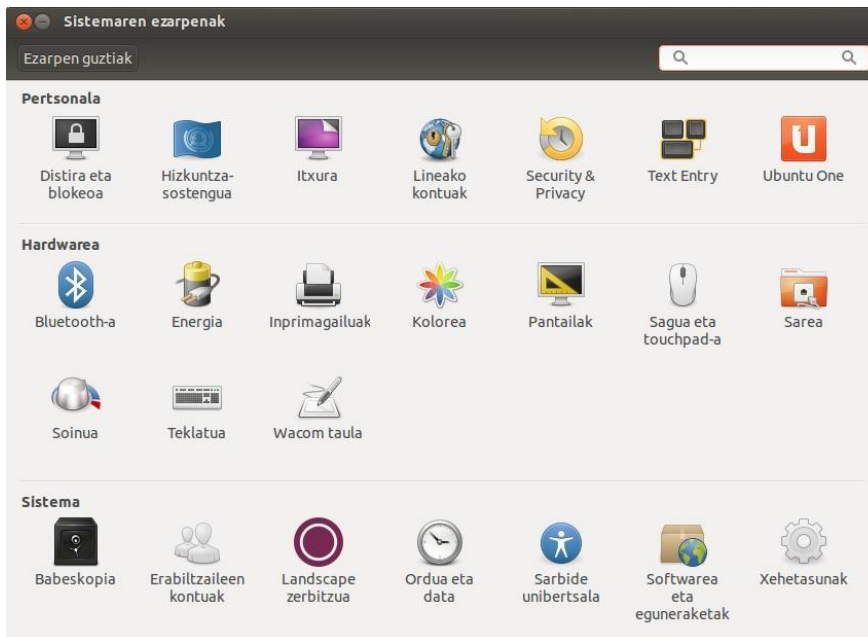 Sistemaren ezarpenak
Ezarpen guztiak
Pertsonala
Distira eta
blokeoa
Hizkuntza-
sostengua
Itxura
Lineako
kontuak
Security &
Privacy
Text Entry
Ubuntu One
Hardwarea
Bluetooth-a
Energia
Inprimagailuak
Kolorea
Pantailak
Sagua eta
touchpad-a
Sarea
Soinua
Teklatua
Wacom taula
Sistema
Babeskopia
Erabiltzaileen
kontuak
Landscape
zerbitzua
Ordua eta
data
Sarbide
unibertsala
Softwarea
eta
eguneraketak
Xehetasunak